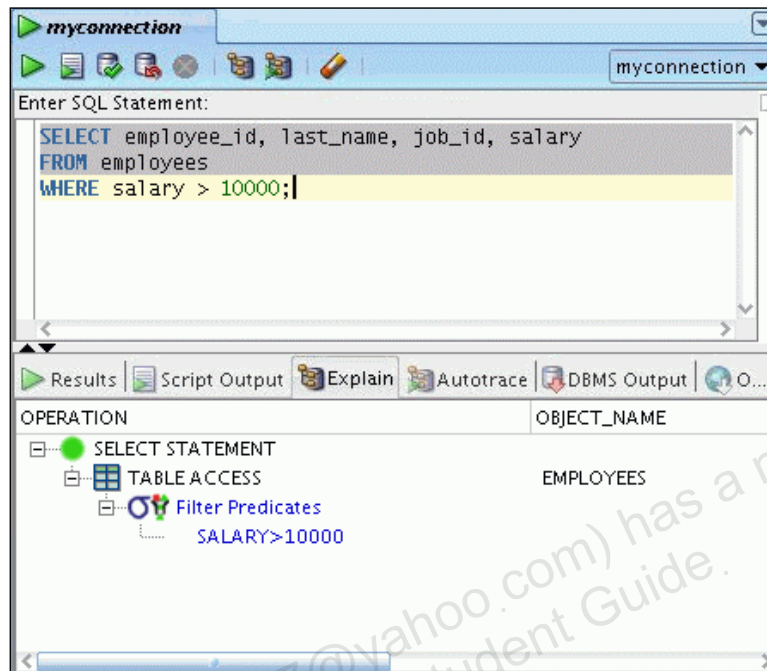 myconnection
myconnection
Enter SQL Statement:
SELECT employee_id, last_name, job_id, salary
FROM employees
WHERE salary > 10000;
Results Script Output Explain Autotrace DBMS Output O...
OPERATION OBJECT_NAME
SELECT STATEMENT
TABLE ACCESS EMPLOYEES
Filter Predicates
SALARY>10000
@yahoo.com) has a
Student Guide.